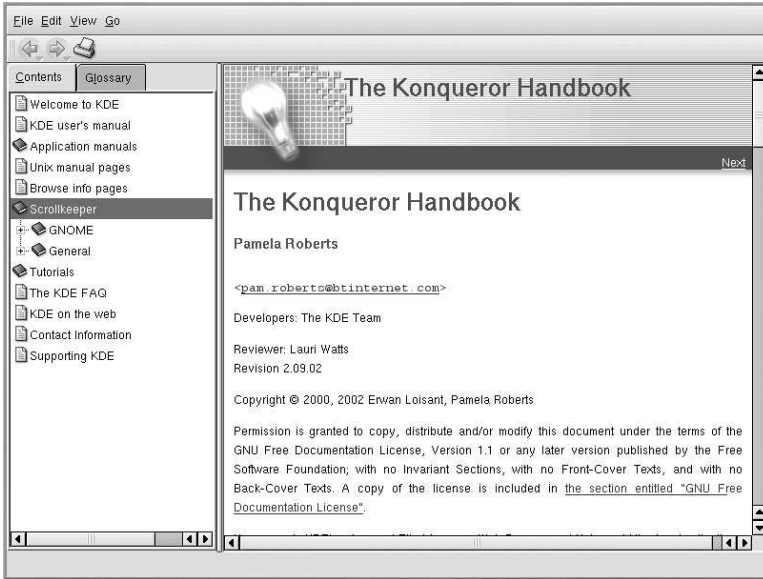 File Edit View Go
Contents Glossary
Welcome to KDE
KDE user's manual
Application manuals
Unix manual pages
Browse info pages
Scrollkeeper
GNOME
General
Tutorials
The KDE FAQ
KDE on the web
Contact Information
Supporting KDE
The Konqueror Handbook
Next
The Konqueror Handbook
Pamela Roberts
<pam.roberts@btinternet.com>
Developers: The KDE Team
Reviewer: Lauri Watts
Revision 2.09.02
Copyright © 2000, 2002 Erwan Loisant, Pamela Roberts
Permission is granted to copy, distribute and/or modify this document under the terms of the
GNU Free Documentation License, Version 1.1 or any later version published by the Free
Software Foundation; with no Invariant Sections, with no Front-Cover Texts, and with no
Back-Cover Texts. A copy of the license is included in the section entitled "GNU Free
Documentation License".